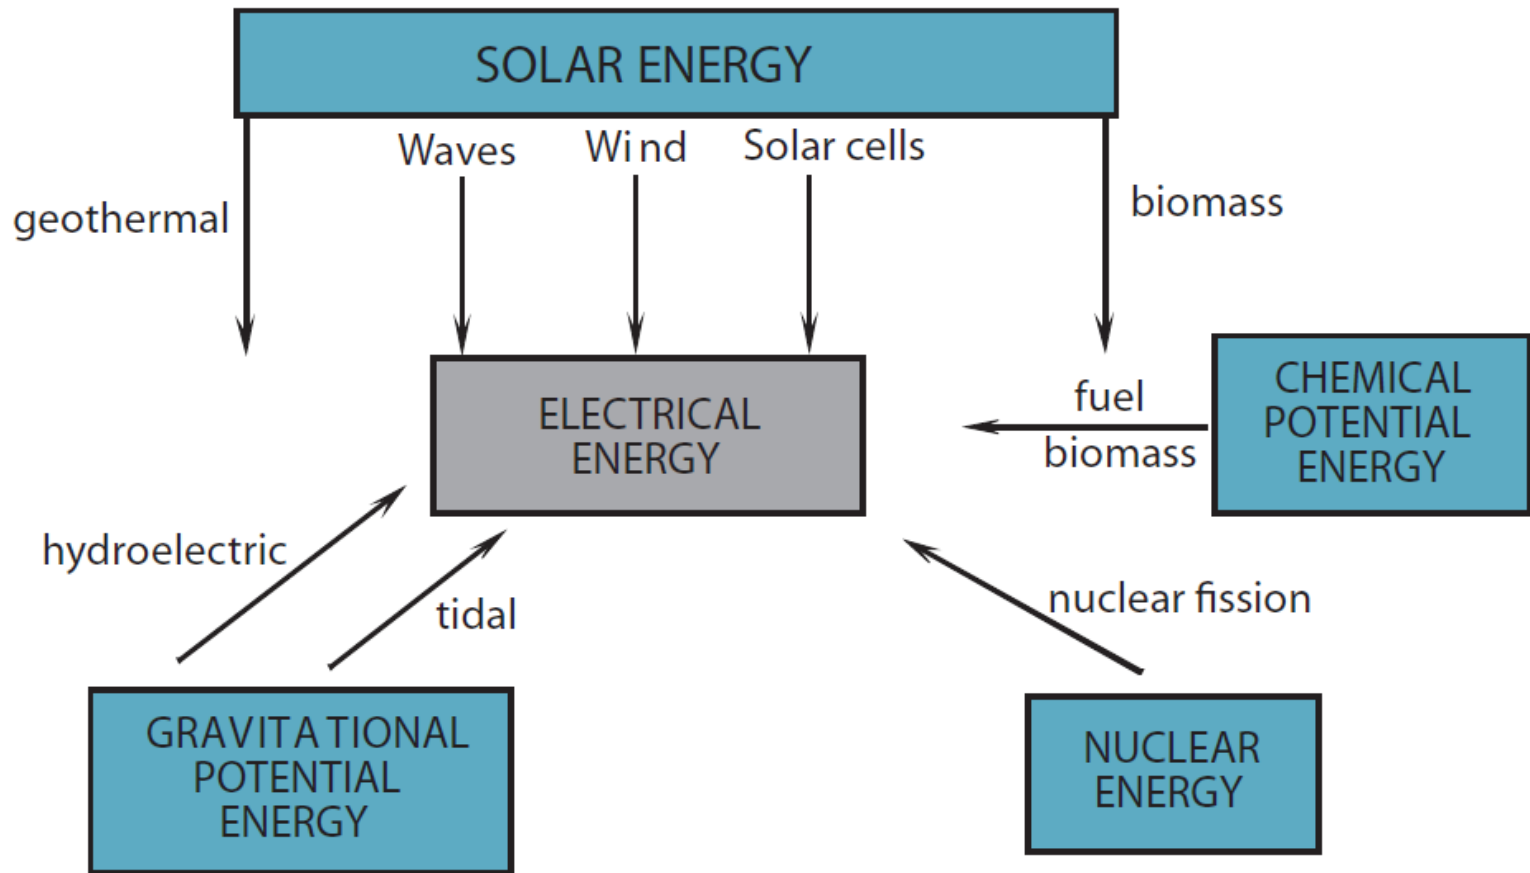 SOLAR ENERGY
Waves
Wind
Solar cells
geothermal
biomass
ELECTRICAL
ENERGY
fuel
biomass
CHEMICAL
POTENTIAL
ENERGY
hydroelectric
tidal
nuclear fission
GRAVITATIONAL
POTENTIAL
ENERGY
NUCLEAR
ENERGY